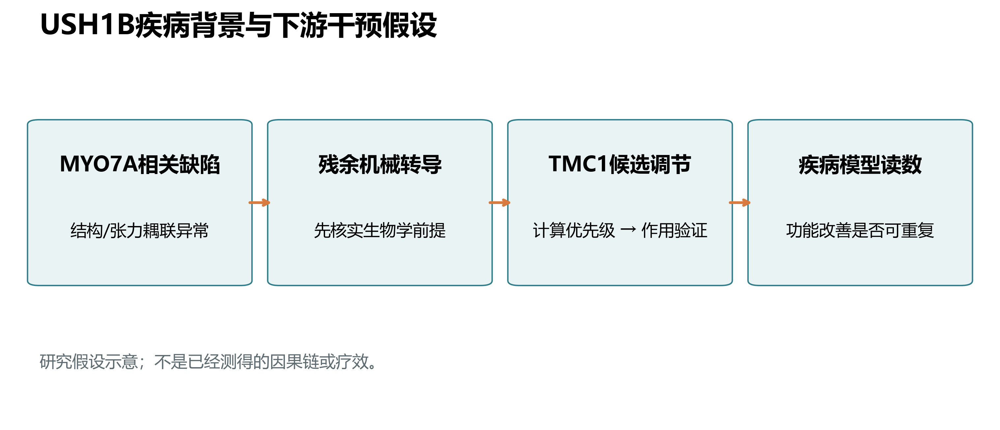 USH1B疾病背景与下游干预假设
MYO7A相关缺陷
残余机械转导
TMC1候选调节
疾病模型读数
结构/张力耦联异常
先核实生物学前提
计算优先级 → 作用验证
功能改善是否可重复
研究假设示意；不是已经测得的因果链或疗效。